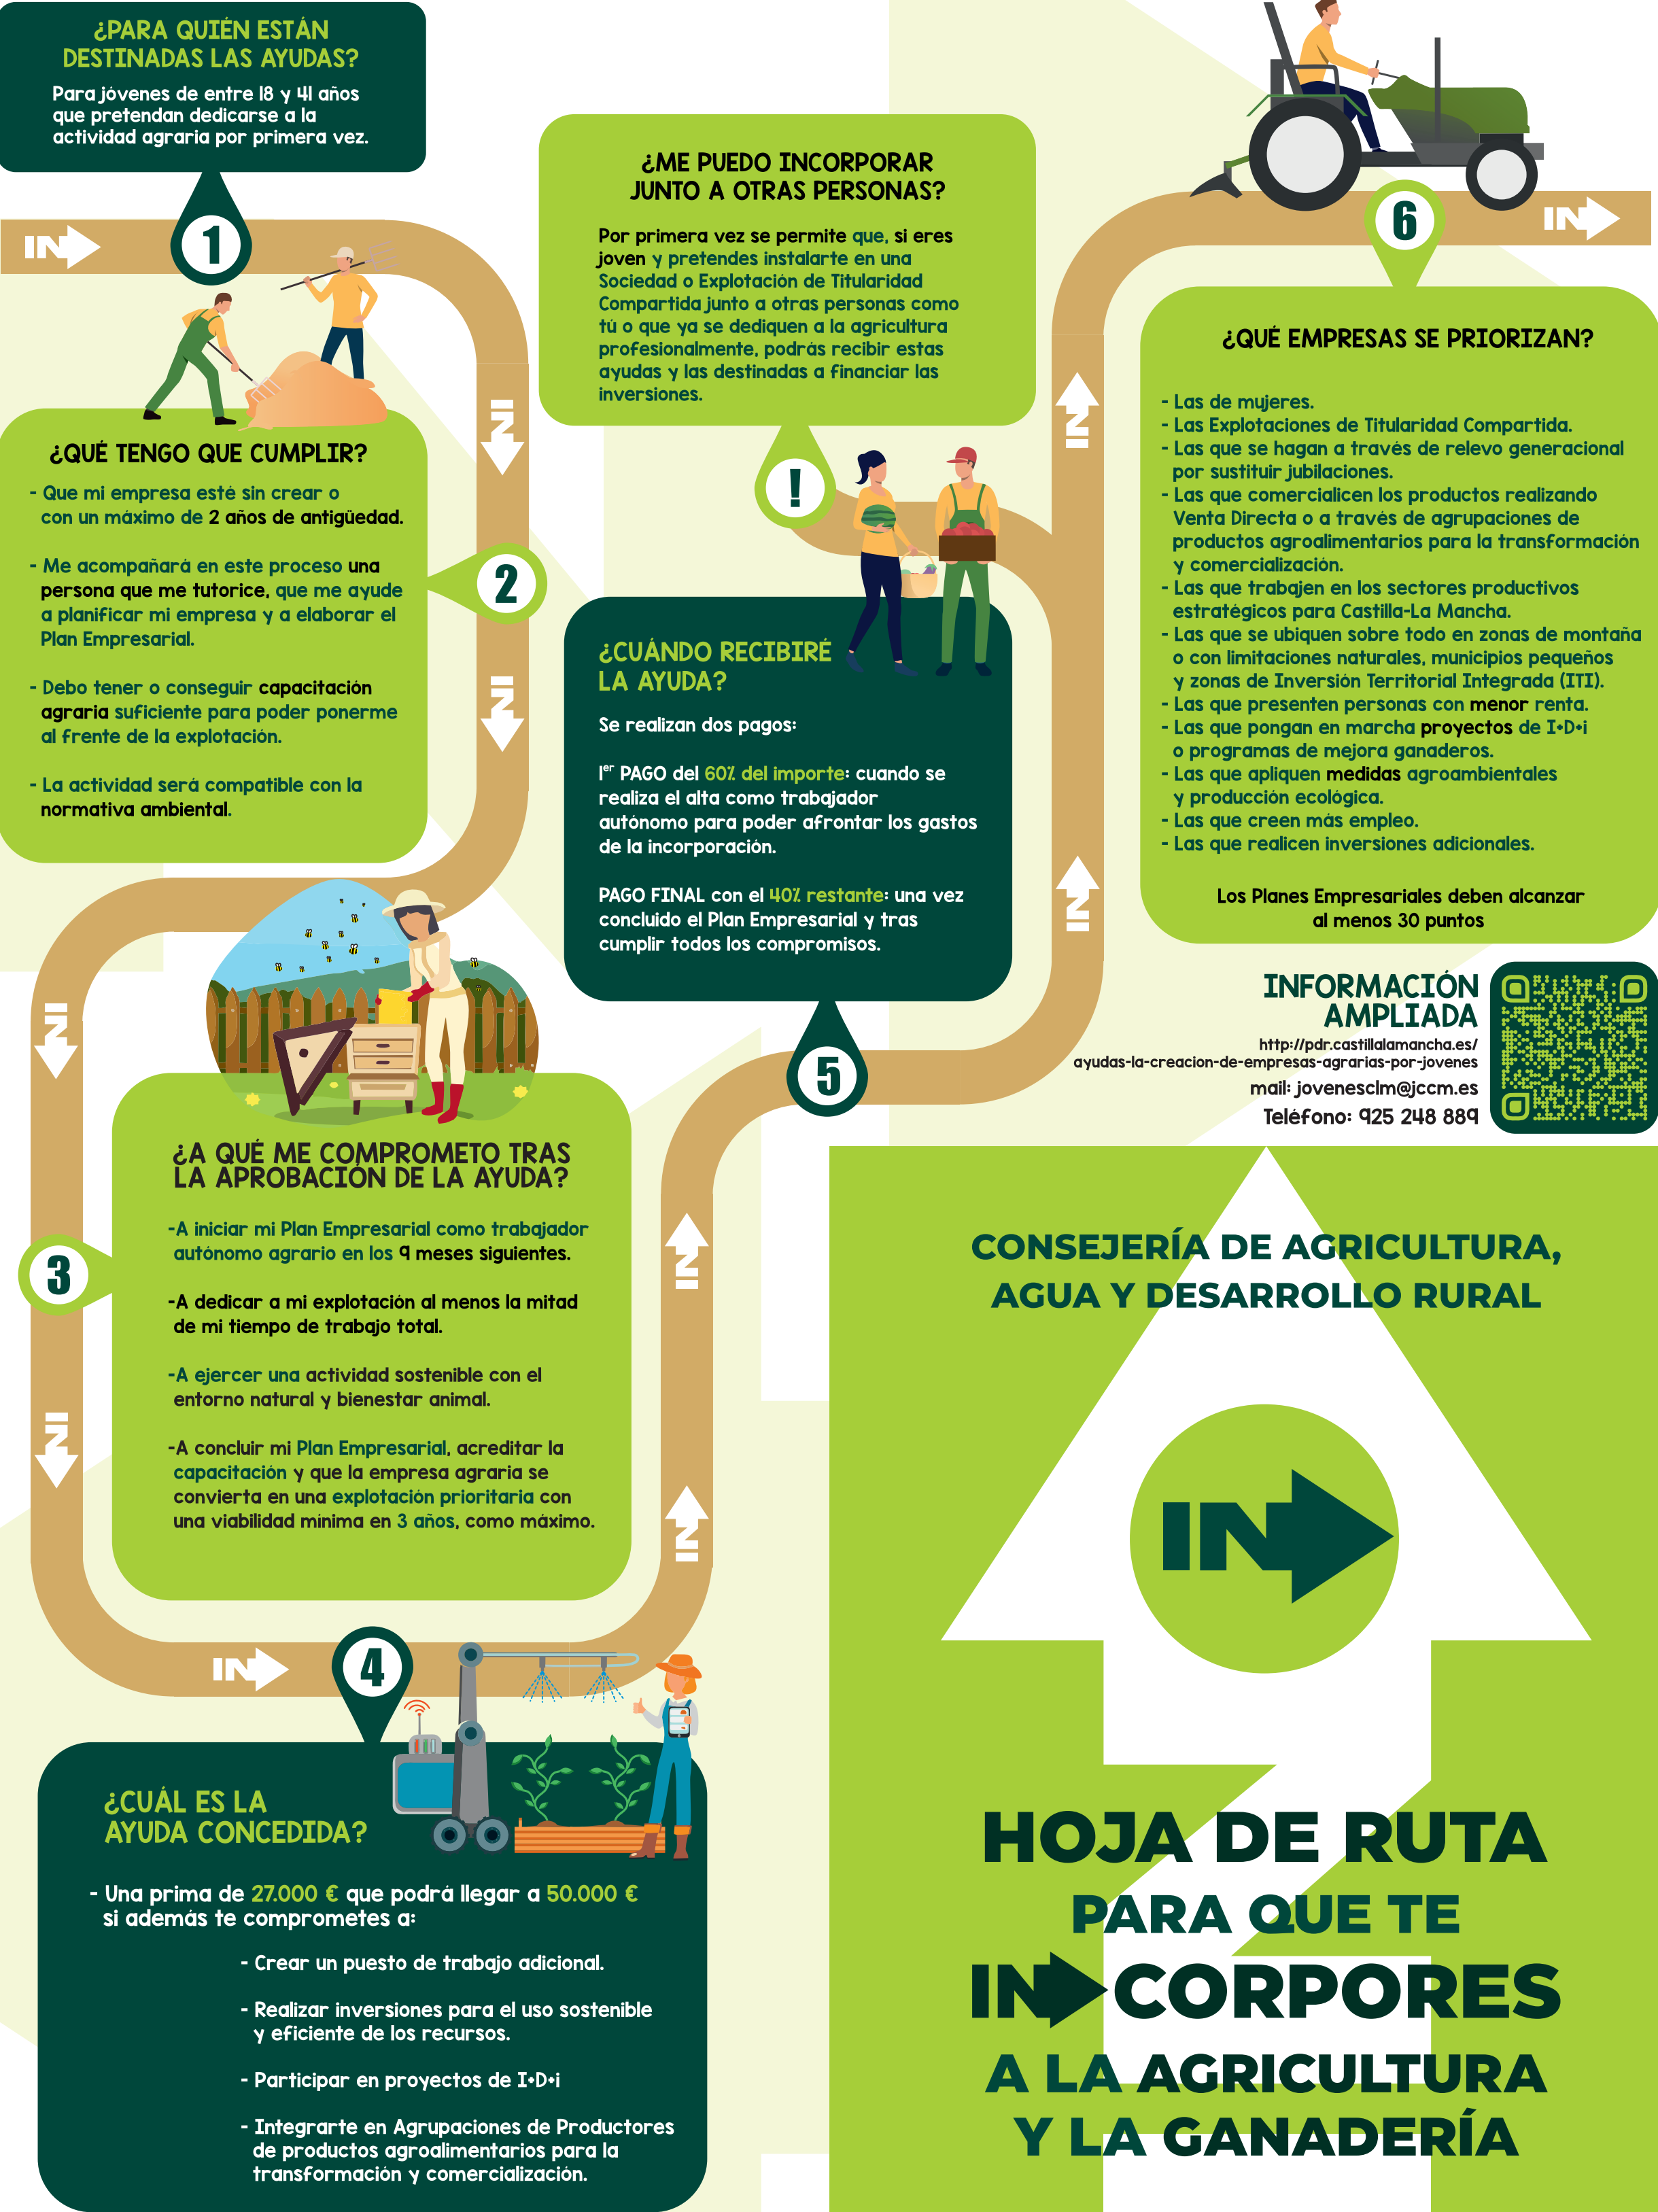 ¿PARA QUIÉN ESTÁN
DESTINADAS LAS AYUDAS?
Para jóvenes de entre 18 y 41 años
que pretendan dedicarse a la
actividad agraria por primera vez.
IN
1
IN
¿QUÉ TENGO QUE CUMPLIR?
- Que mi empresa esté sin crear o
con un máximo de 2 años de antigüedad.
- Me acompañará en este proceso una
persona que me tutorice, que me ayude
a planificar mi empresa y a elaborar el
Plan Empresarial.
- Debo tener o conseguir capacitación
agraria suficiente para poder ponerme
al frente de la explotación.
- La actividad será compatible con la
normativa ambiental.
2
IN
IN
3
¿A QUÉ ME COMPROMETO TRAS
LA APROBACIÓN DE LA AYUDA?
-A iniciar mi Plan Empresarial como trabajador
autónomo agrario en los 9 meses siguientes.
-A dedicar a mi explotación al menos la mitad
de mi tiempo de trabajo total.
-A ejercer una actividad sostenible con el
entorno natural y bienestar animal.
-A concluir mi Plan Empresarial, acreditar la
capacitación y que la empresa agraria se
convierta en una explotación prioritaria con
una viabilidad mínima en 3 años, como máximo.
IN
IN
4
¿CUÁL ES LA
AYUDA CONCEDIDA?
- Una prima de 27.000 € que podrá llegar a 50.000 €
si además te comprometes a:
- Crear un puesto de trabajo adicional.
- Realizar inversiones para el uso sostenible
y eficiente de los recursos.
- Participar en proyectos de I+D+i
- Integrarte en Agrupaciones de Productores
de productos agroalimentarios para la
transformación y comercialización.
IN
IN
¿ME PUEDO INCORPORAR
JUNTO A OTRAS PERSONAS?
Por primera vez se permite que, si eres
joven y pretendes instalarte en una
Sociedad o Explotación de Titularidad
Compartida junto a otras personas como
tú o que ya se dediquen a la agricultura
profesionalmente, podrás recibir estas
ayudas y las destinadas a financiar las
inversiones.
!
¿CUÁNDO RECIBIRÉ
LA AYUDA?
Se realizan dos pagos:
1er PAGO del 60% del importe: cuando se
realiza el alta como trabajador
autónomo para poder afrontar los gastos
de la incorporación.
PAGO FINAL con el 40% restante: una vez
concluido el Plan Empresarial y tras
cumplir todos los compromisos.
5
IN
IN
6
IN
¿QUÉ EMPRESAS SE PRIORIZAN?
- Las de mujeres.
- Las Explotaciones de Titularidad Compartida.
- Las que se hagan a través de relevo generacional
por sustituir jubilaciones.
- Las que comercialicen los productos realizando
Venta Directa o a través de agrupaciones de
productos agroalimentarios para la transformación
y comercialización.
- Las que trabajen en los sectores productivos
estratégicos para Castilla-La Mancha.
- Las que se ubiquen sobre todo en zonas de montaña
o con limitaciones naturales, municipios pequeños
y zonas de Inversión Territorial Integrada (ITI).
- Las que presenten personas con menor renta.
- Las que pongan en marcha proyectos de I+D+i
o programas de mejora ganaderos.
- Las que apliquen medidas agroambientales
y producción ecológica.
- Las que creen más empleo.
- Las que realicen inversiones adicionales.
Los Planes Empresariales deben alcanzar
al menos 30 puntos
INFORMACIÓN
AMPLIADA
http://pdr.castillalamancha.es/
ayudas-la-creacion-de-empresas-agrarias-por-jovenes
mail: jovenesclm@jccm.es
Teléfono: 925 248 889
CONSEJERÍA DE AGRICULTURA,
AGUA Y DESARROLLO RURAL
IN
HOJA DE RUTA
PARA QUE TE
IN CORPORES
A LA AGRICULTURA
Y LA GANADERÍA